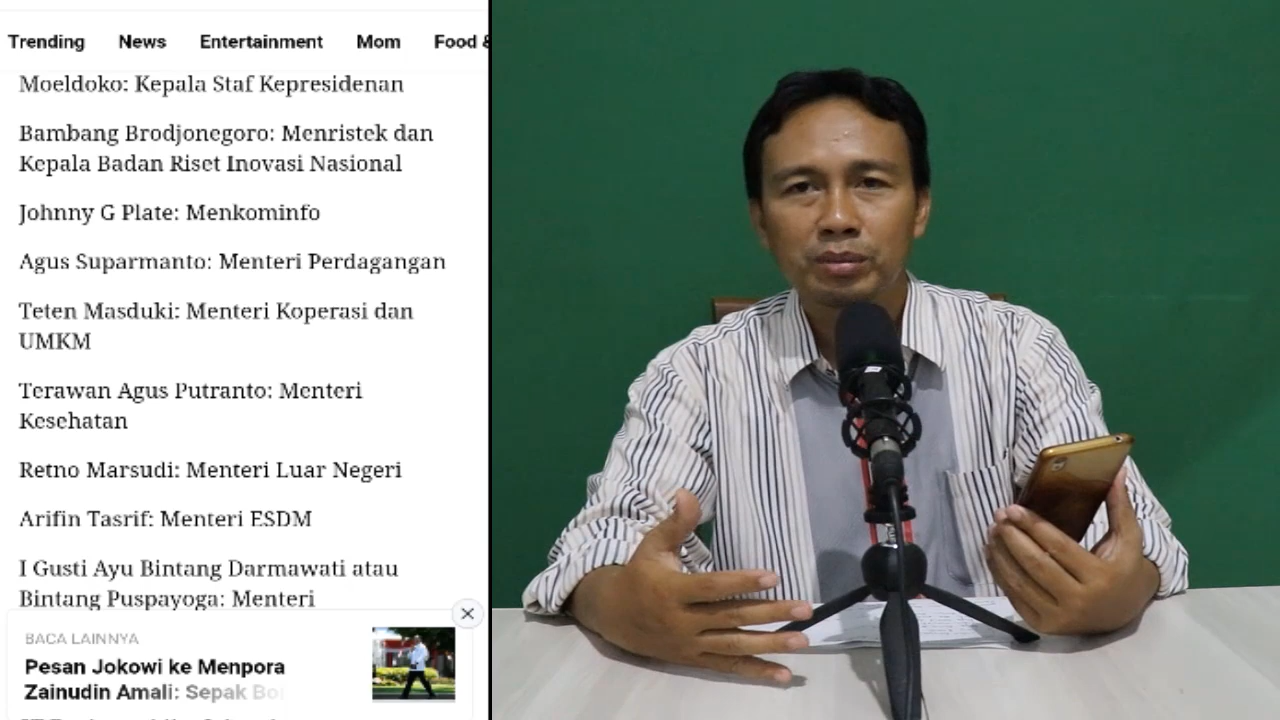 Trending News Entertainment Mom Food &
Moeldoko: Kepala Staf Kepresidenan
Bambang Brodjonegoro: Menristek dan
Kepala Badan Riset Inovasi Nasional
Johnny G Plate: Menkominfo
Agus Suparmanto: Menteri Perdagangan
Teten Masduki: Menteri Koperasi dan
UMKM
Terawan Agus Putranto: Menteri
Kesehatan
Retno Marsudi: Menteri Luar Negeri
Arifin Tasrif: Menteri ESDM
I Gusti Ayu Bintang Darmawati atau
Bintang Puspayoga: Menteri
BACA LAINNYA
Pesan Jokowi ke Menpora
Zainudin Amali: Sepak